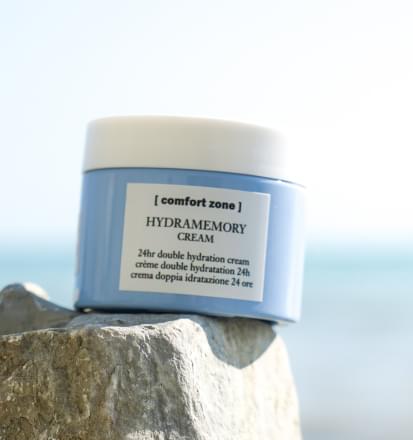 [ comfort zone ]
HYDRAMEMORY
CREAM
24hr double hydration cream
crème double hydratation 24h
crema doppia idratazione 24 ore